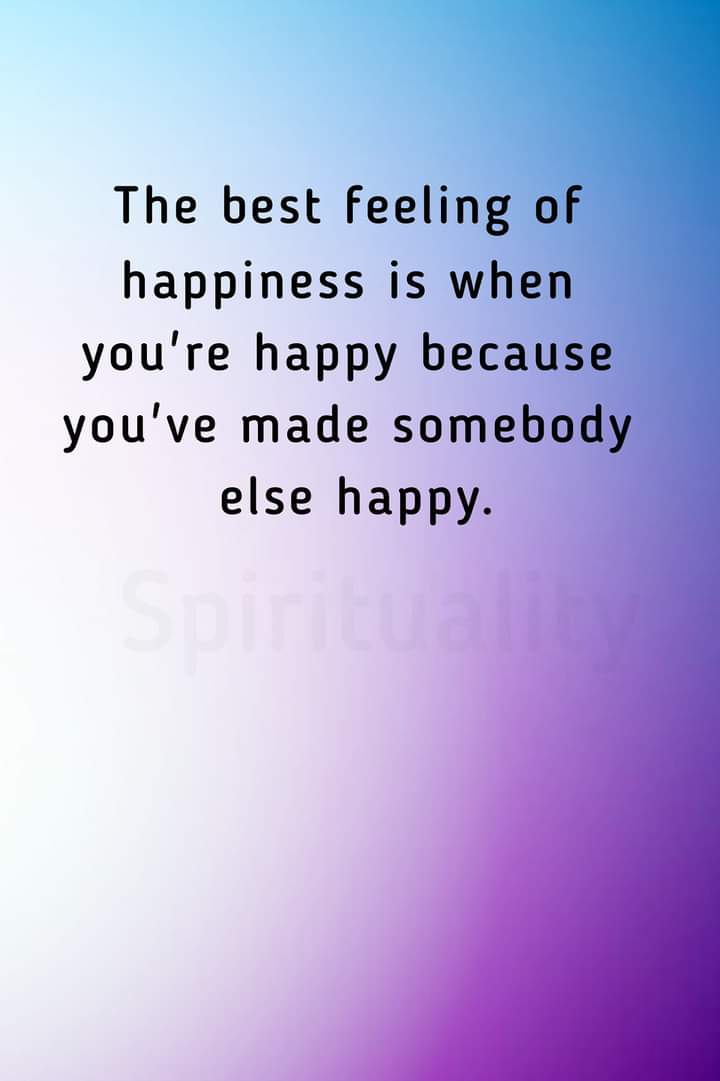 The best feeling of
happiness is when
you're happy because
you've made somebody
else happy.
Spirituality